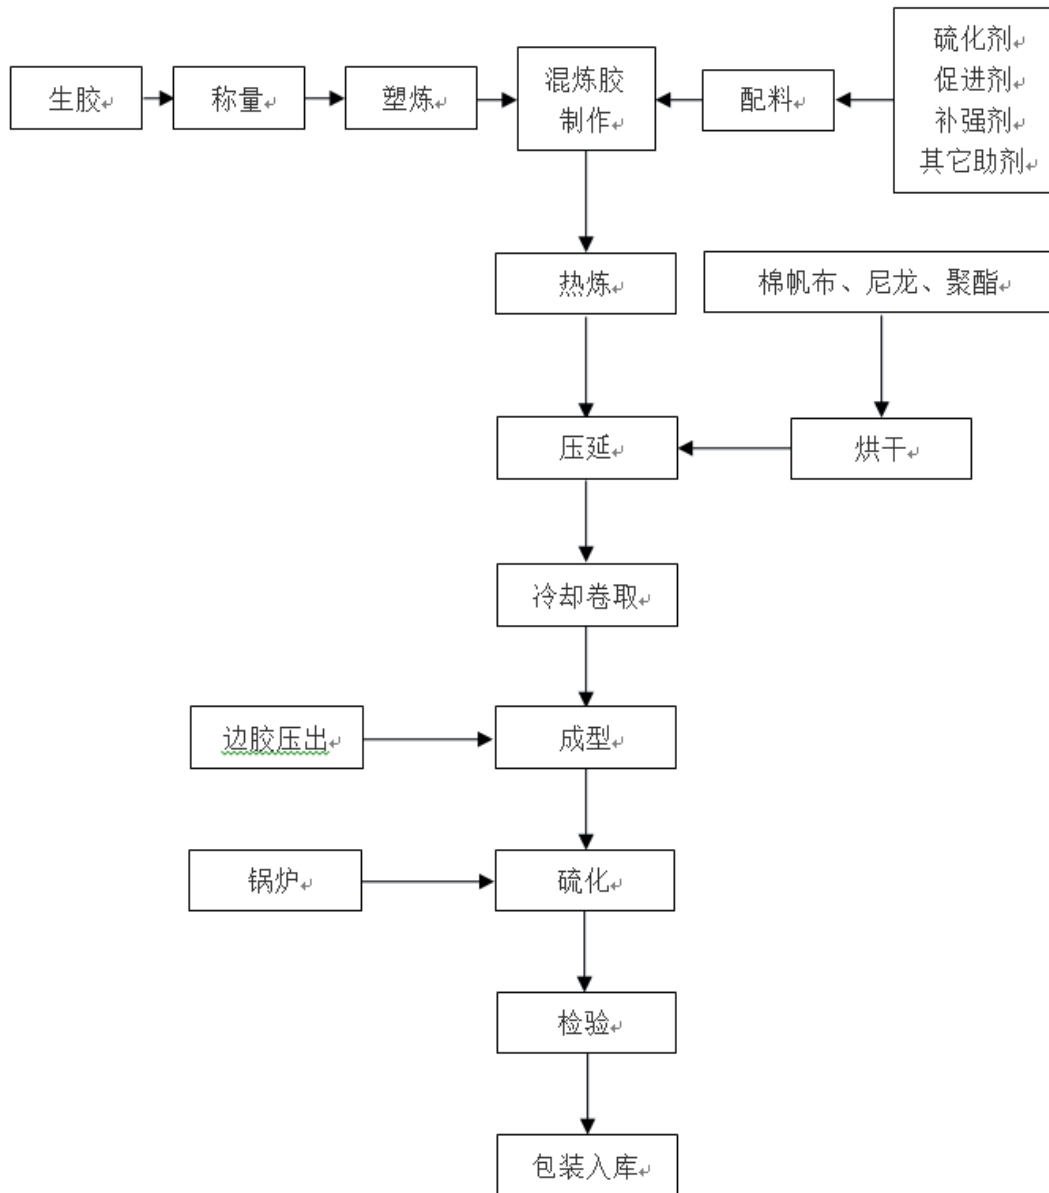 硫化剂
促进剂
补强剂
其它助剂
生胶
称量
塑炼
混炼胶
制作
配料
热炼
棉帆布、尼龙、聚酯
压延
烘干
冷却卷取
边胶压出
成型
锅炉
硫化
检验
包装入库